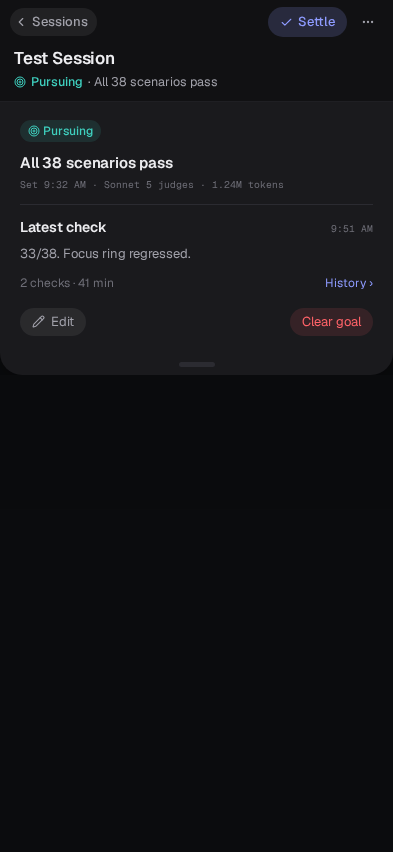 Sessions
Settle
Test Session
Pursuing · All 38 scenarios pass
Pursuing
All 38 scenarios pass
Set 9:32 AM · Sonnet 5 judges · 1.24M tokens
Latest check 9:51 AM
33/38. Focus ring regressed.
2 checks · 41 min History ›
Edit Clear goal